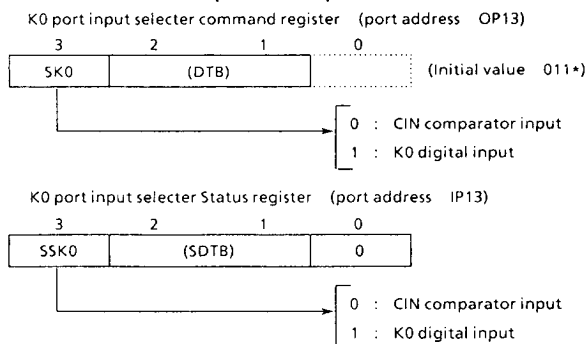 K0 port input selecter command register (port address OP13)
3 2 1 0
SK0 (DTB) (Initial value 011*)
0 : CIN comparator input
1 : K0 digital input
K0 port input selecter Status register (port address IP13)
3 2 1 0
SSK0 (SDTB) 0
0 : CIN comparator input
1 : K0 digital input